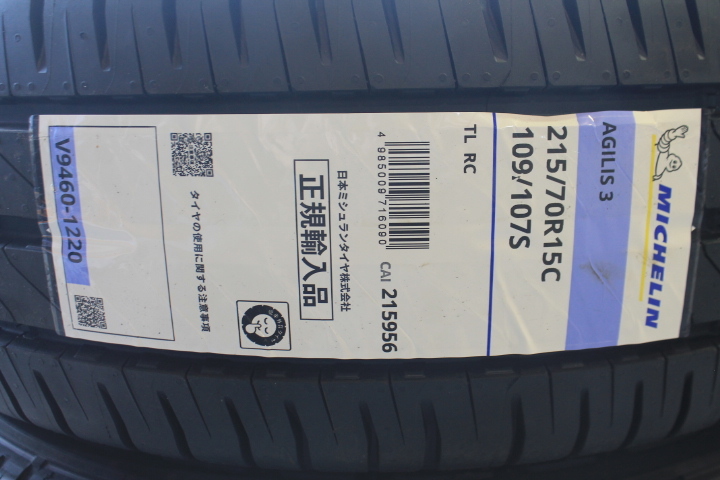 MICHELIN
AGILIS 3
215/70R15C
109/107S
TL RC
4 985009 716090
CAI 215956
日本ミシュランタイヤ株式会社
正規輸入品
タイヤの使用に関する注意事項
V9460-1220